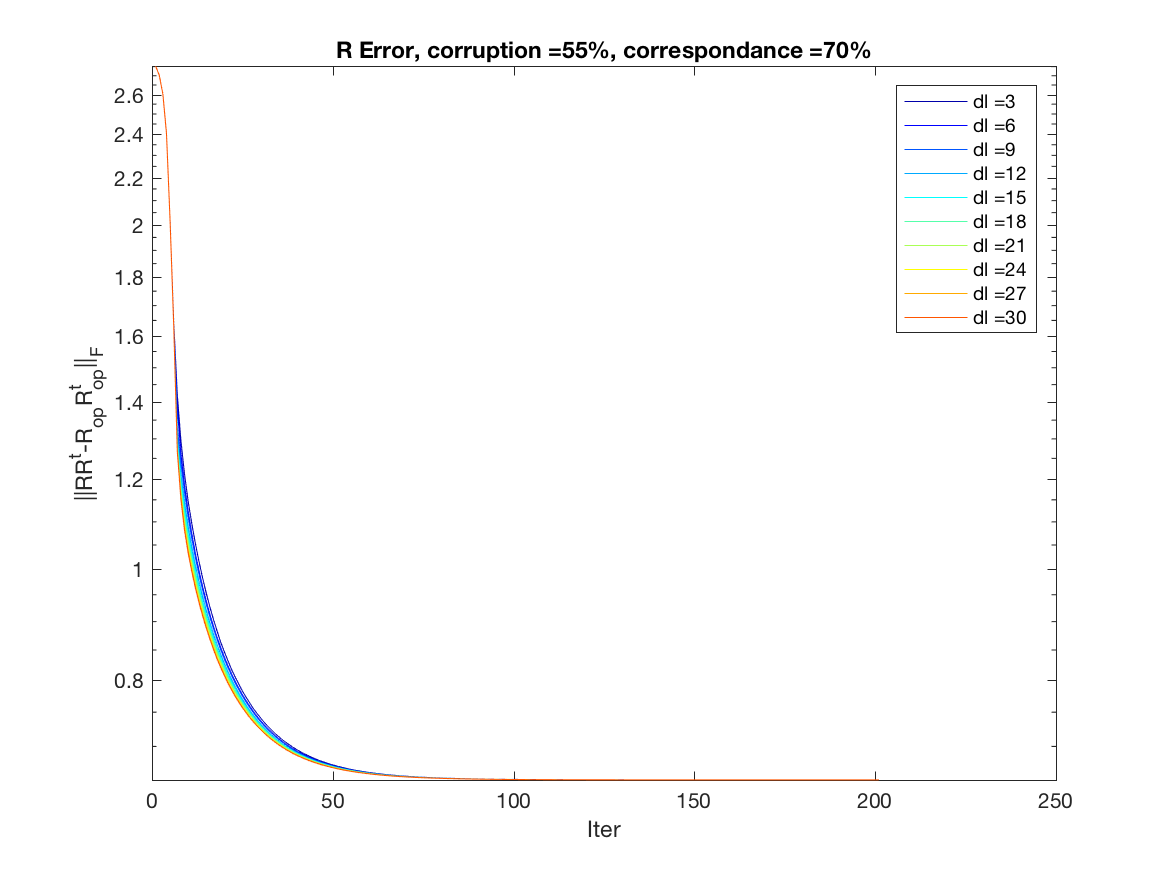 R Error, corruption =55%, correspondance =70%
2.6
2.4
2.2
2
1.8
1.6
1.4
1.2
1
0.8
||RR^t-R_op R_op^t||_F
0 50 100 150 200 250
Iter
dl =3
dl =6
dl =9
dl =12
dl =15
dl =18
dl =21
dl =24
dl =27
dl =30